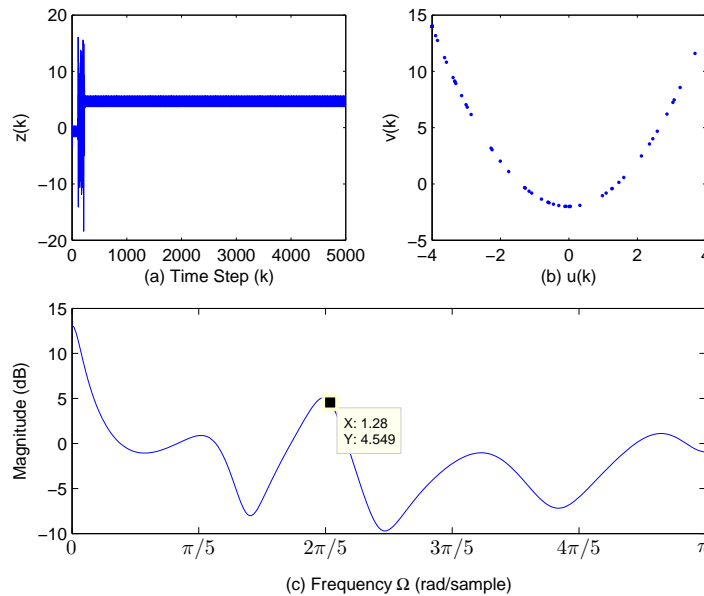 20
10
0
−10
−20
z(k)
0
1000
2000
3000
4000
5000
(a) Time Step (k)
15
10
5
0
−5
v(k)
−4
−2
0
2
4
(b) u(k)
15
10
5
0
−5
−10
Magnitude (dB)
X: 1.28
Y: 4.549
0
π/5
2π/5
3π/5
4π/5
π
(c) Frequency Ω (rad/sample)